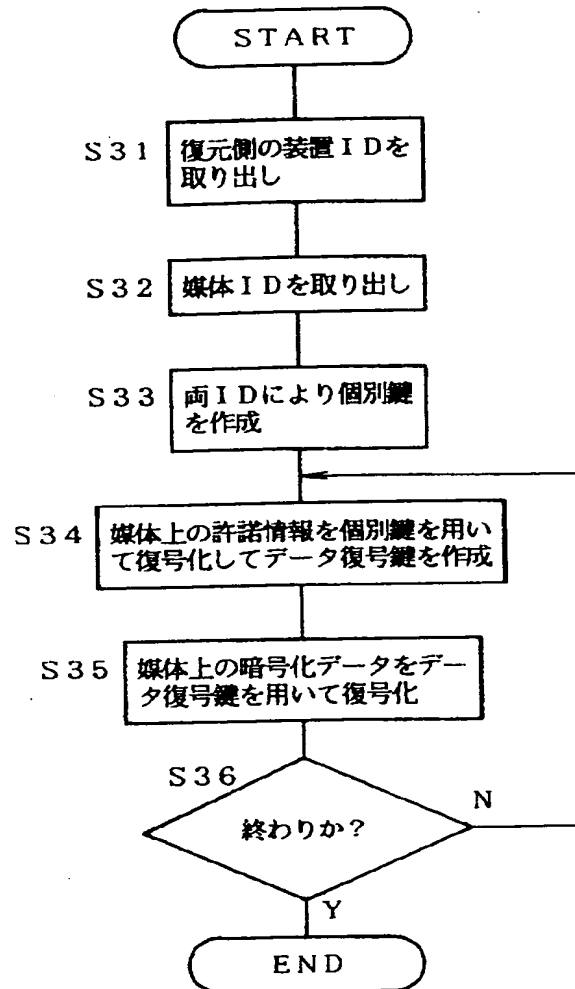 START
S31
復元側の装置IDを
取り出し
S32
媒体IDを取り出し
S33
両IDにより個別鍵
を作成
S34
媒体上の許諾情報を個別鍵を用い
て復号化してデータ復号鍵を作成
S35
媒体上の暗号化データをデー
タ復号鍵を用いて復号化
S36
終わりか？
N
Y
END